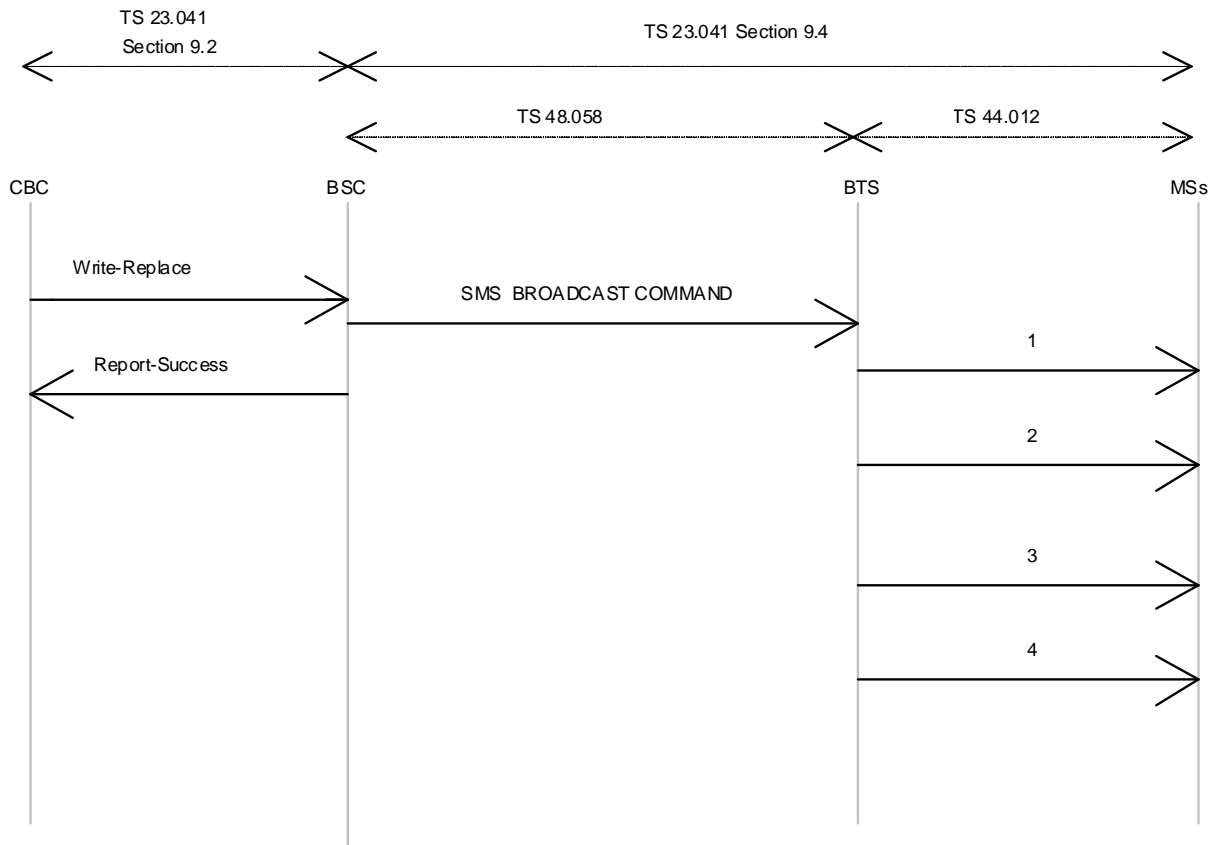 TS 23.041
Section 9.2
TS 23.041 Section 9.4
TS 48.058
TS 44.012
CBC
BSC
BTS
MSs
Write-Replace
SMS BROADCAST COMMAND
Report-Success
1
2
3
4